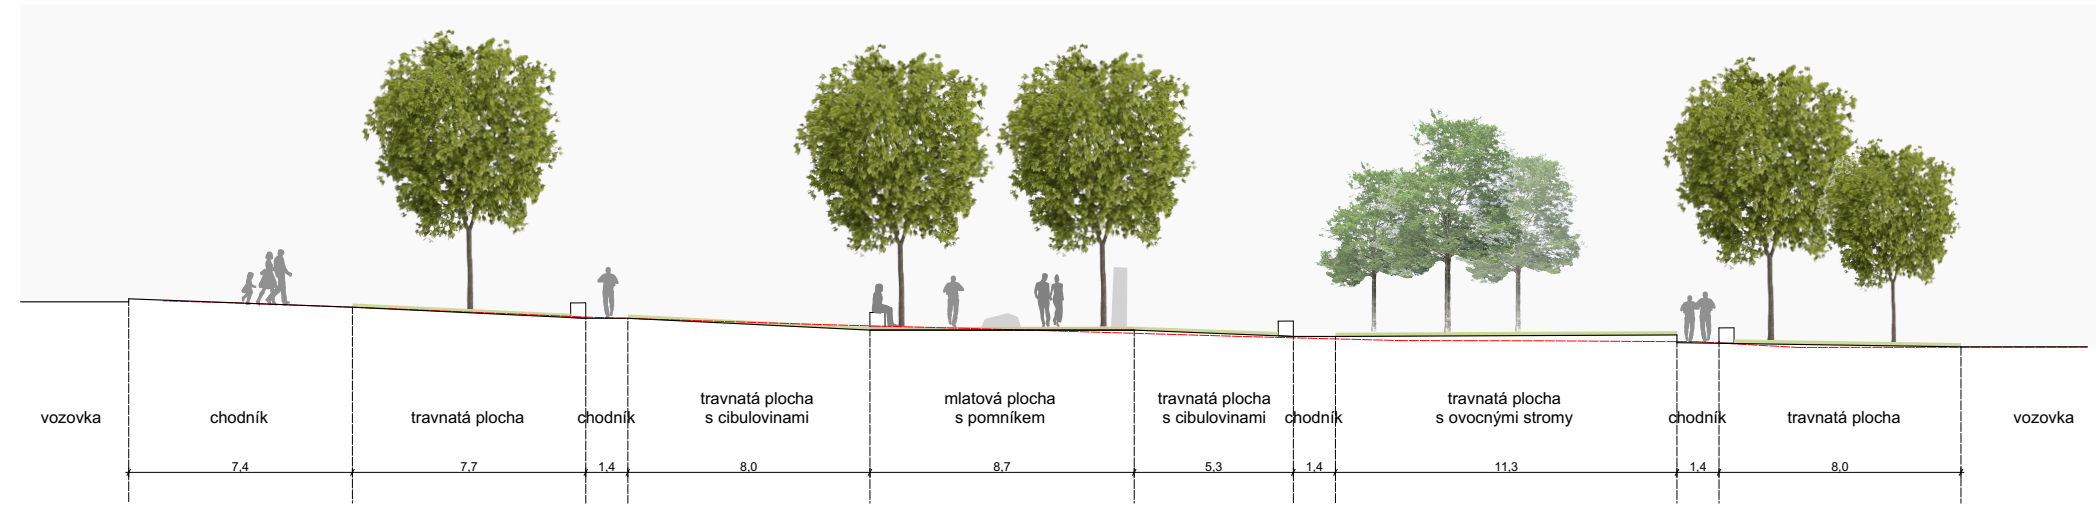 vozovka
chodník
travnatá plocha
chodník
travnatá plocha
s cibulovinami
mlatová plocha
s pomníkem
travnatá plocha
s cibulovinami
chodník
travnatá plocha
s ovocnými stromy
chodník
travnatá plocha
vozovka
7,4
7,7
1,4
8,0
8,7
5,3
1,4
11,3
1,4
8,0